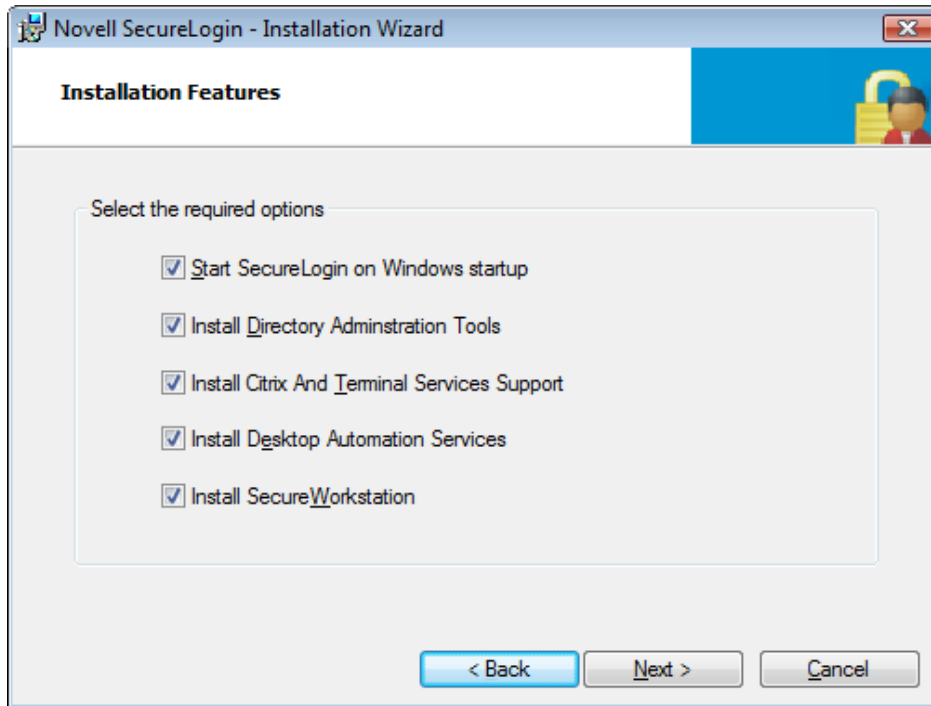 Novell SecureLogin - Installation Wizard
Installation Features
Select the required options
Start SecureLogin on Windows startup
Install Directory Adminstration Tools
Install Citrix And Terminal Services Support
Install Desktop Automation Services
Install SecureWorkstation
< Back
Next >
Cancel